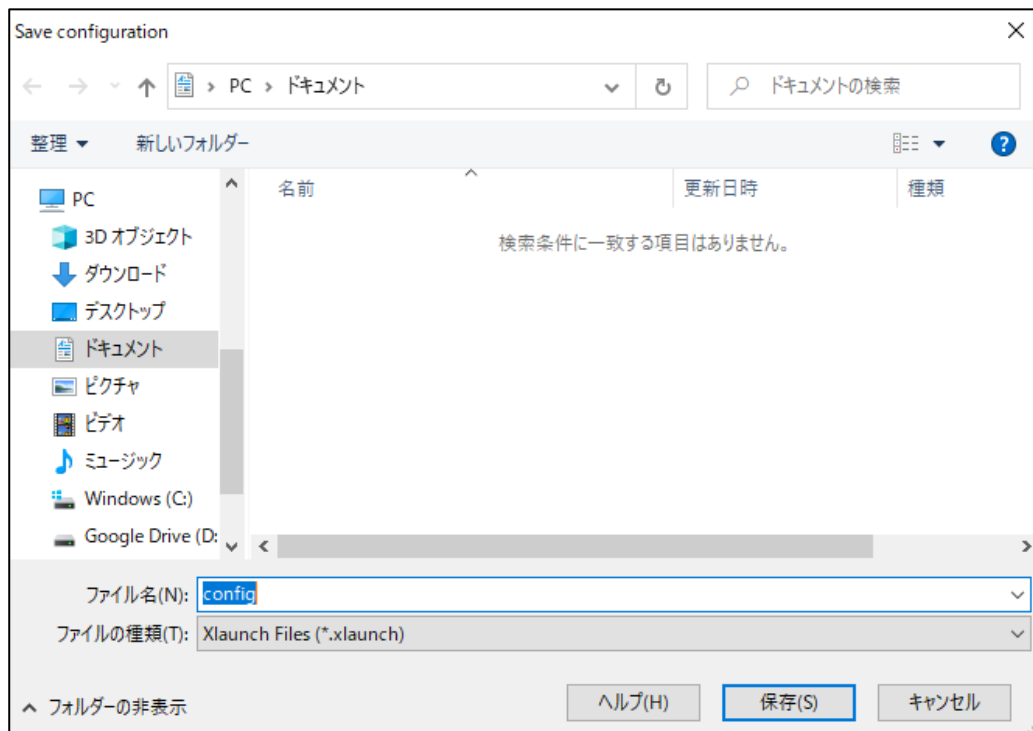 Save configuration
PC › ドキュメント
ドキュメントの検索
整理
新しいフォルダー
PC
3D オブジェクト
ダウンロード
デスクトップ
ドキュメント
ピクチャ
ビデオ
ミュージック
Windows (C:)
Google Drive (D:
名前
更新日時
種類
検索条件に一致する項目はありません。
ファイル名(N): config
ファイルの種類(T): Xlaunch Files (*.xlaunch)
フォルダーの非表示
ヘルプ(H)
保存(S)
キャンセル